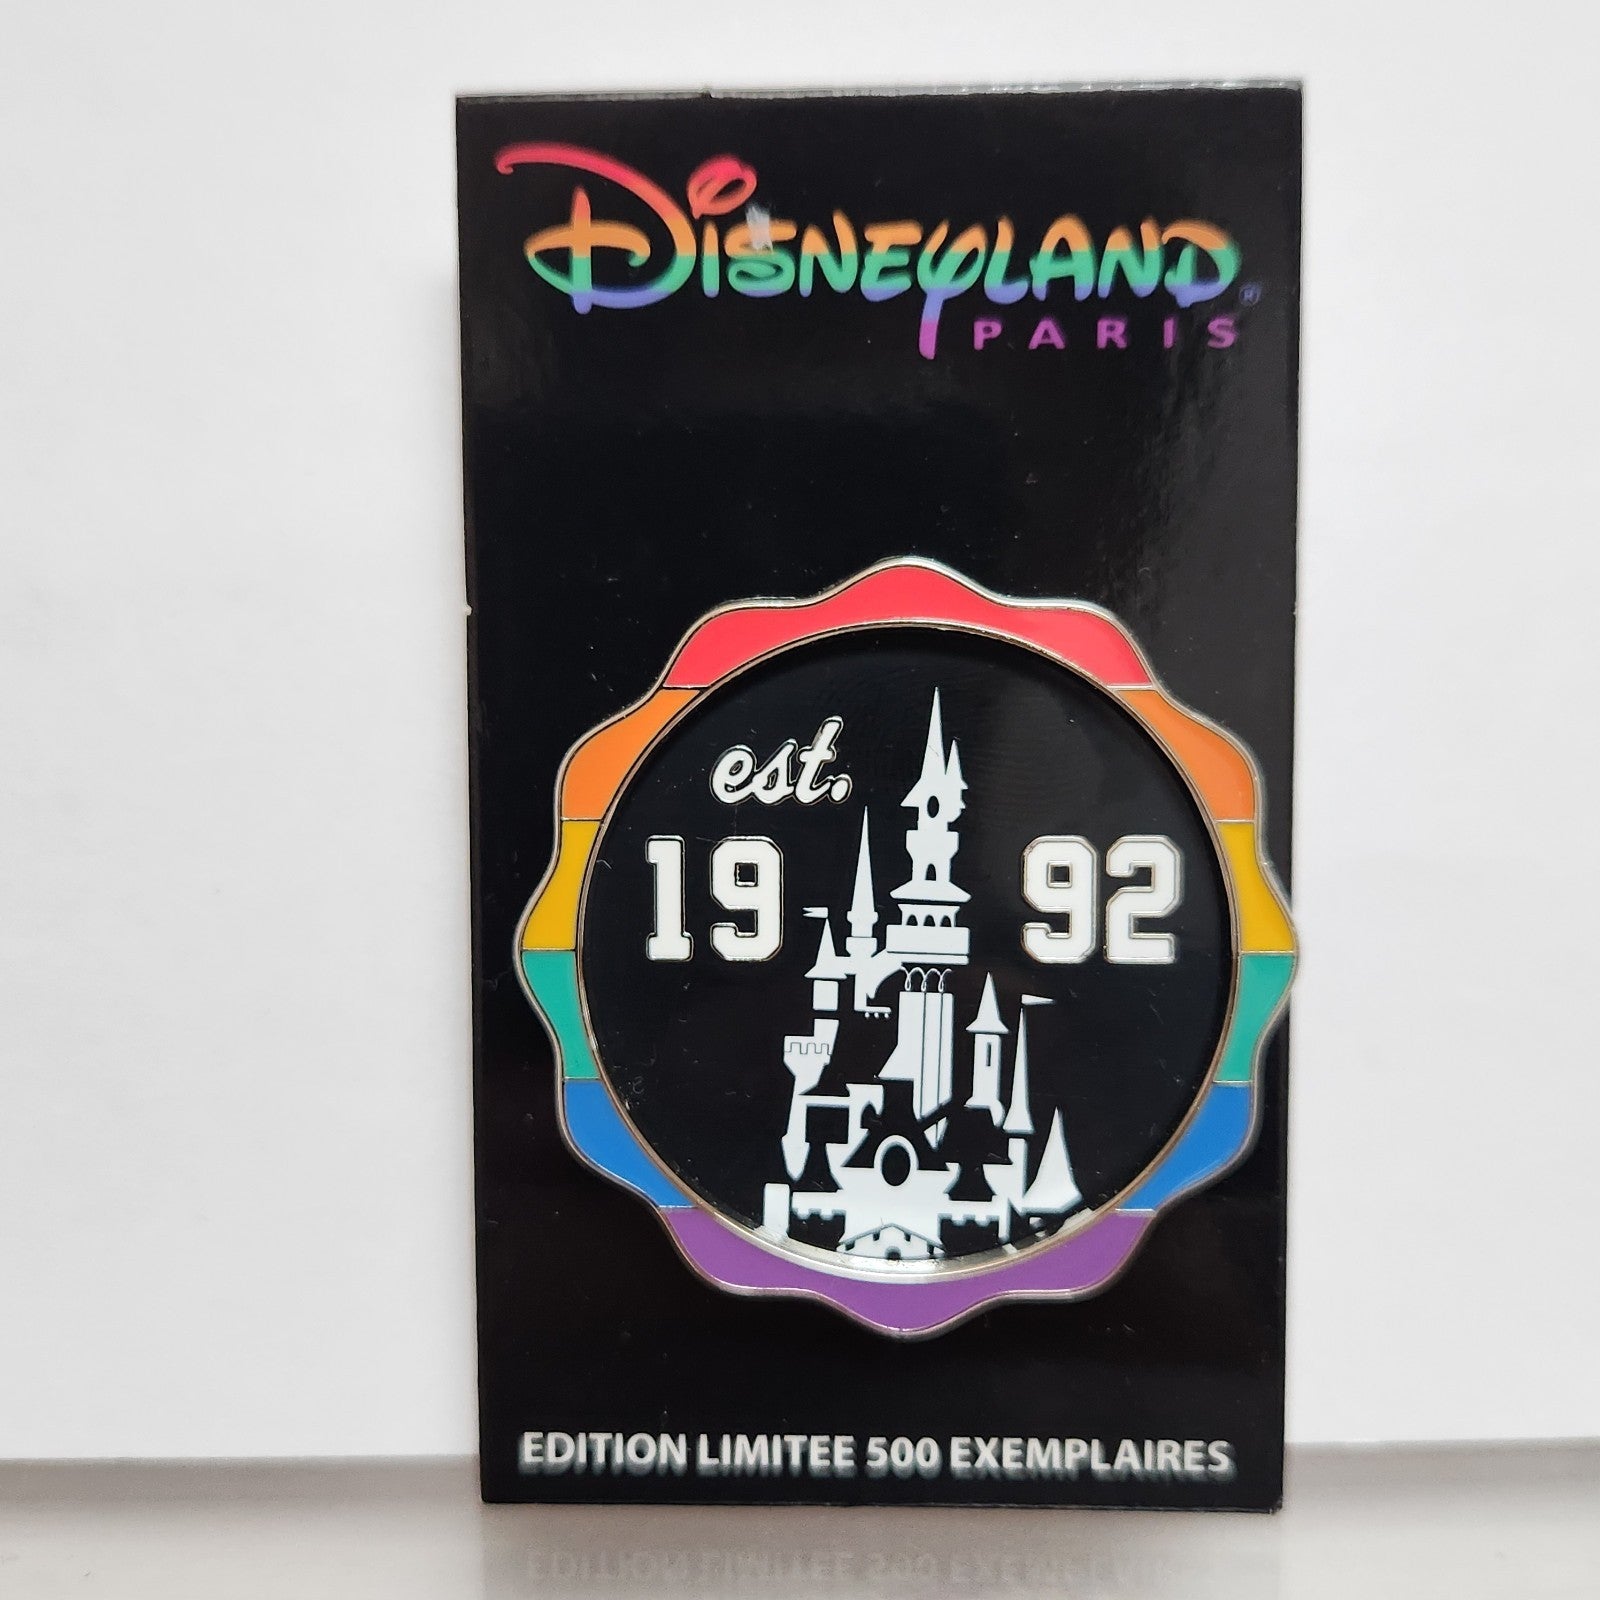 DISNEYLAND®
PARIS
est.
19 92
EDITION LIMITEE 500 EXEMPLAIRES